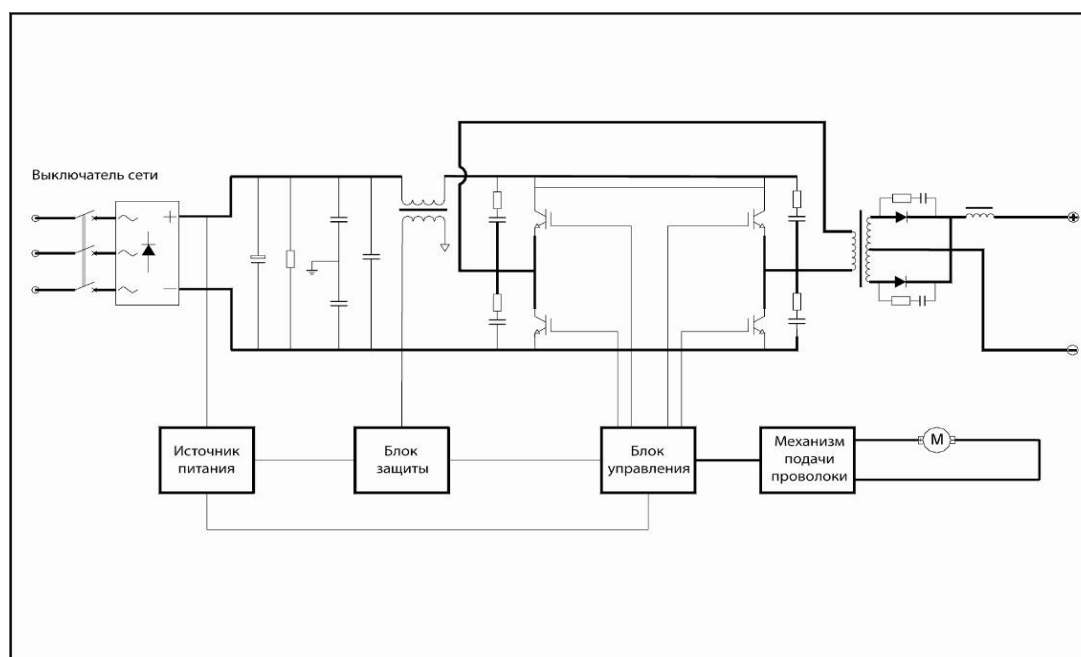 Выключатель сети
Источник
питания
Блок
защиты
Блок
управления
Механизм
подачи
проволоки
M